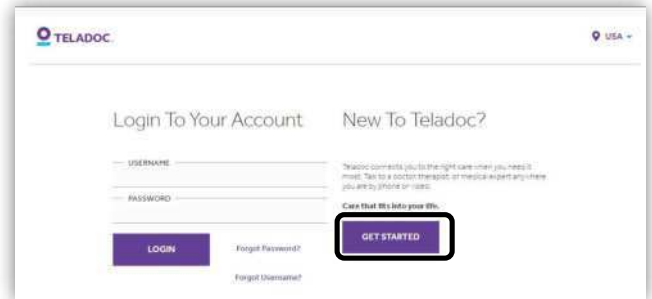 TELADOC.
USA
Login To Your Account
USERNAME
PASSWORD
LOGIN
Forgot Password?
Forgot Username?
New To Teladoc?
Teladoc connects you to the right care when you need it
most. Talk to a doctor, therapist, or medical expert anywhere
you are by phone or video.
Care that fits into your life.
GET STARTED